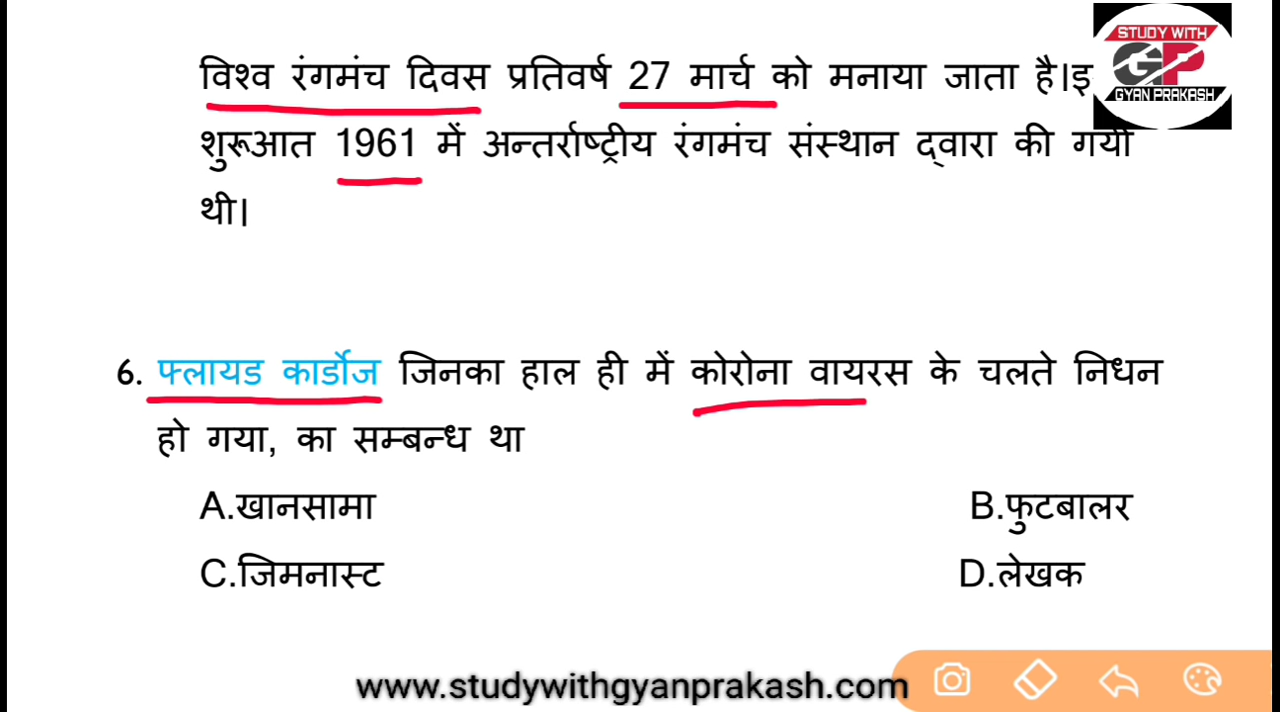 STUDY WITH
GP
GYAN PRAKASH
विश्व रंगमंच दिवस प्रतिवर्ष 27 मार्च को मनाया जाता है।इ
शुरूआत 1961 में अन्तर्राष्ट्रीय रंगमंच संस्थान द्वारा की गयी
थी।
6. फ्लायड कार्डोज जिनका हाल ही में कोरोना वायरस के चलते निधन
हो गया, का सम्बन्ध था
A.खानसामा B.फुटबालर
C.जिमनास्ट D.लेखक
www.studywithgyanprakash.com